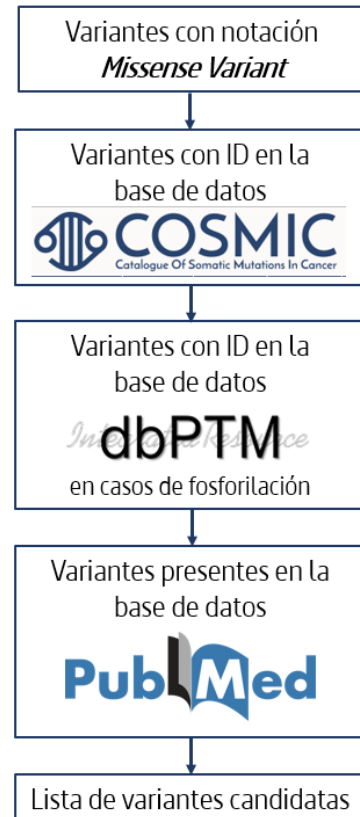 Variantes con notación
Missense Variant
Variantes con ID en la
base de datos
COSMIC
Catalogue Of Somatic Mutations In Cancer
Variantes con ID en la
base de datos
Integrated Resource
dbPTM
en casos de fosforilación
Variantes presentes en la
base de datos
PubMed
Lista de variantes candidatas